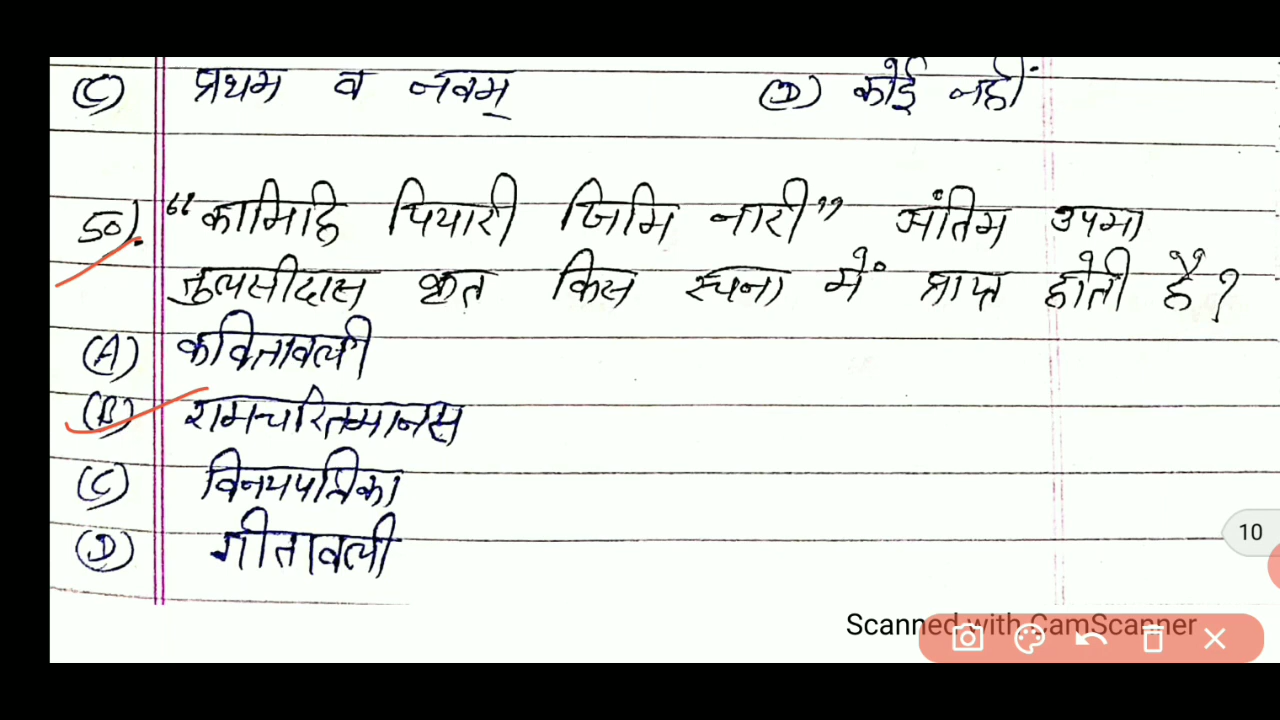 (C) प्रथम व नवम् (D) कोई नहीं
50). “कामिहि पियारी जिमि नारी” अंतिम उपमा
तुलसीदास कृत किस रचना में प्राप्त होती है?
(A) कवितावली
(B) रामचरितमानस
(C) विनयपत्रिका
(D) गीतावली
10
Scanned with CamScanner